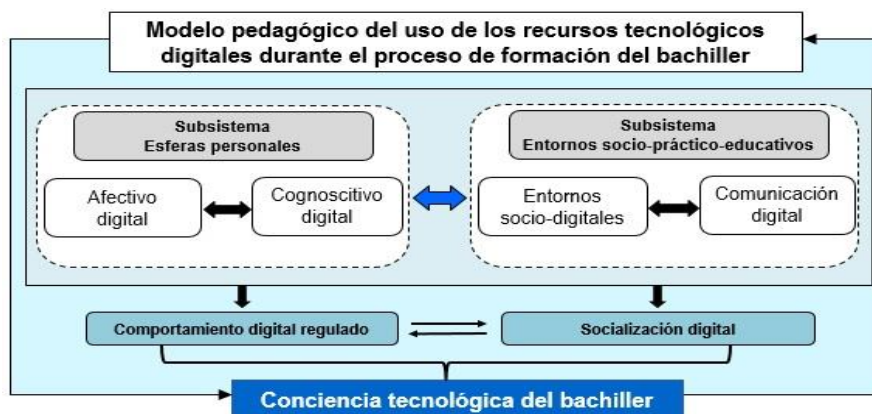 Modelo pedagógico del uso de los recursos tecnológicos
digitales durante el proceso de formación del bachiller
Subsistema
Esferas personales
Afectivo
digital
Cognoscitivo
digital
Subsistema
Entornos socio-práctico-educativos
Entornos
socio-digitales
Comunicación
digital
Comportamiento digital regulado
Socialización digital
Conciencia tecnológica del bachiller